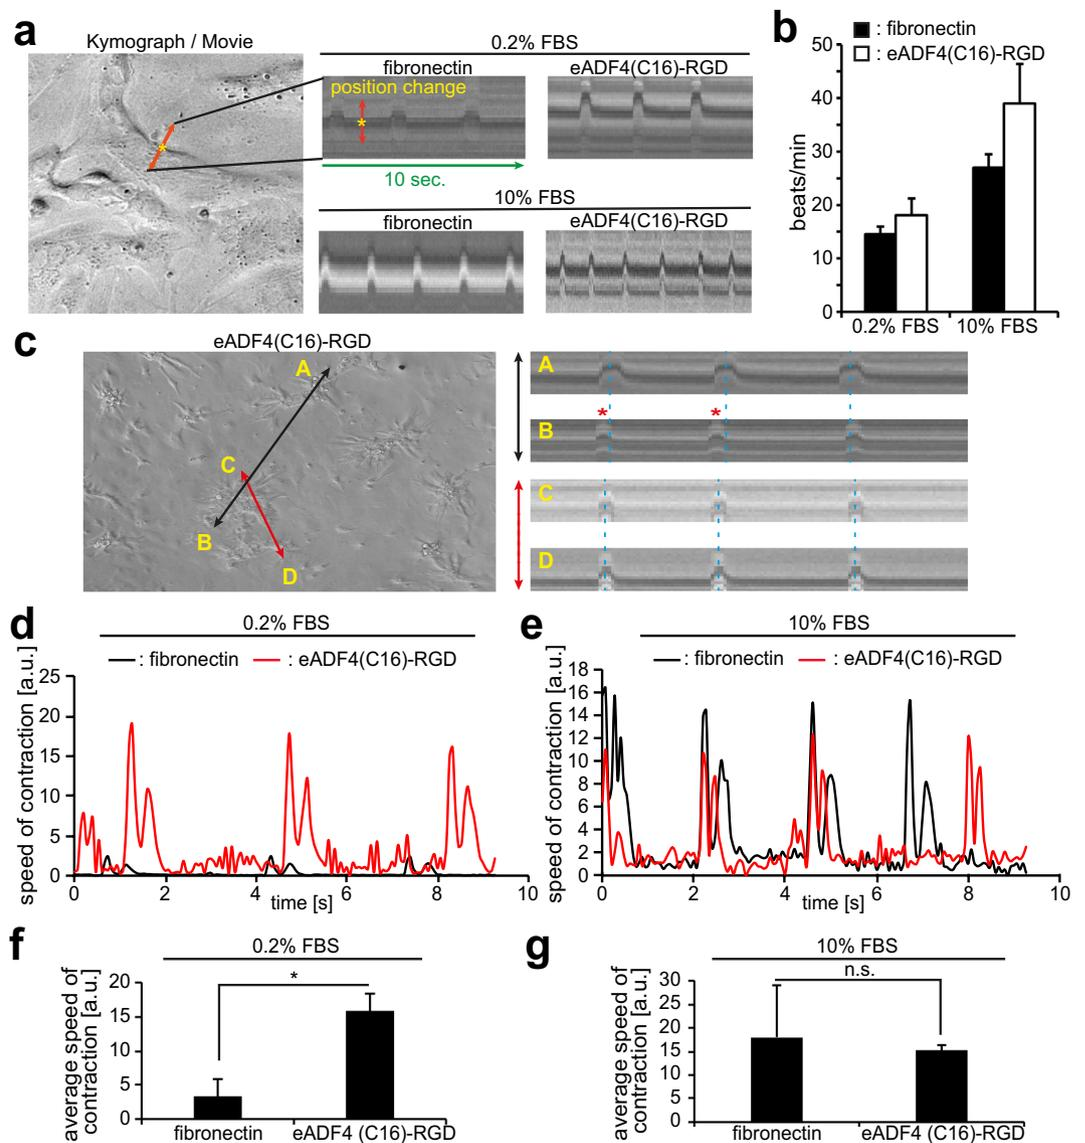 a
Kymograph / Movie
0.2% FBS
fibronectin
eADF4(C16)-RGD
position change
*
*
10 sec.
10% FBS
fibronectin
eADF4(C16)-RGD
b
: fibronectin
: eADF4(C16)-RGD
beats/min
50
40
30
20
10
0
0.2% FBS
10% FBS
c
eADF4(C16)-RGD
A
B
C
D
A
* *
B
C
D
d
0.2% FBS
: fibronectin : eADF4(C16)-RGD
speed of contraction [a.u.]
25
20
15
10
5
0
0 2 4 6 8 10
time [s]
e
10% FBS
: fibronectin : eADF4(C16)-RGD
speed of contraction [a.u.]
18
16
14
12
10
8
6
4
2
0
0 2 4 6 8 10
time [s]
f
0.2% FBS
*
average speed of
contraction [a.u.]
20
15
10
5
0
fibronectin eADF4 (C16)-RGD
g
10% FBS
n.s.
average speed of
contraction [a.u.]
30
25
20
15
10
5
0
fibronectin eADF4 (C16)-RGD